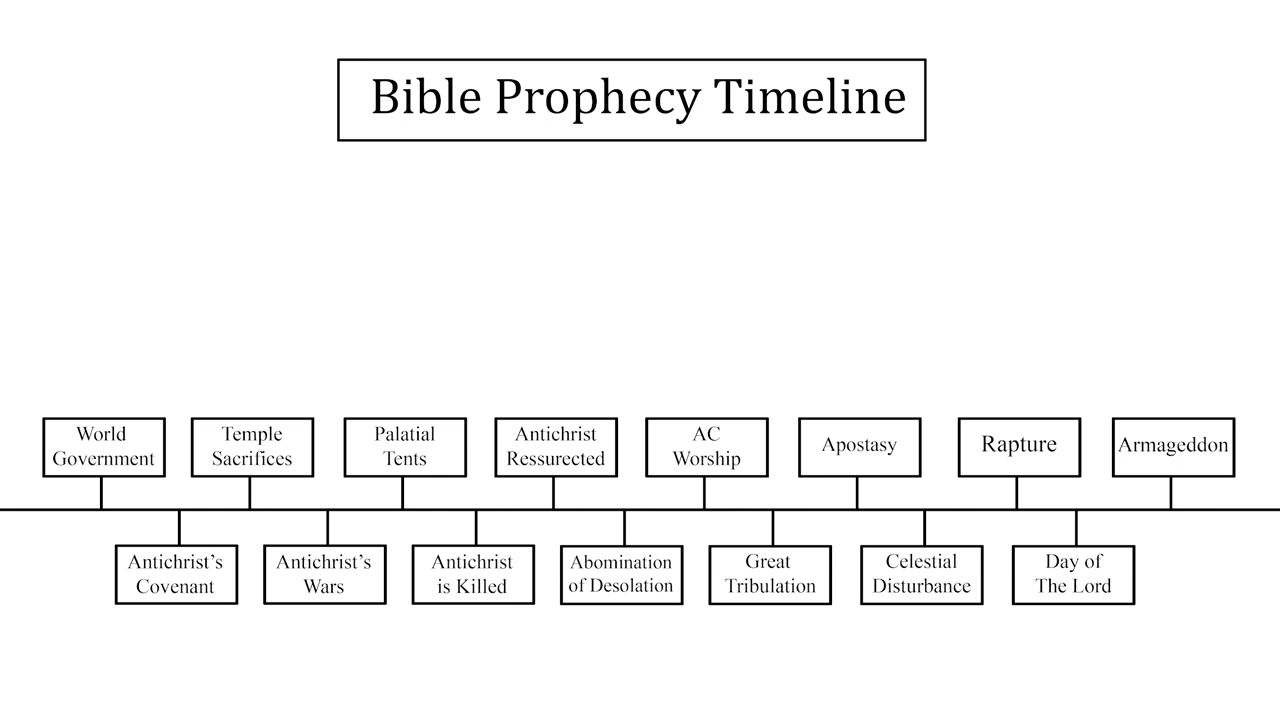 Bible Prophecy Timeline
World
Government
Temple
Sacrifices
Palatial
Tents
Antichrist
Ressurected
AC
Worship
Apostasy
Rapture
Armageddon
Antichrist’s
Covenant
Antichrist’s
Wars
Antichrist
is Killed
Abomination
of Desolation
Great
Tribulation
Celestial
Disturbance
Day of
The Lord